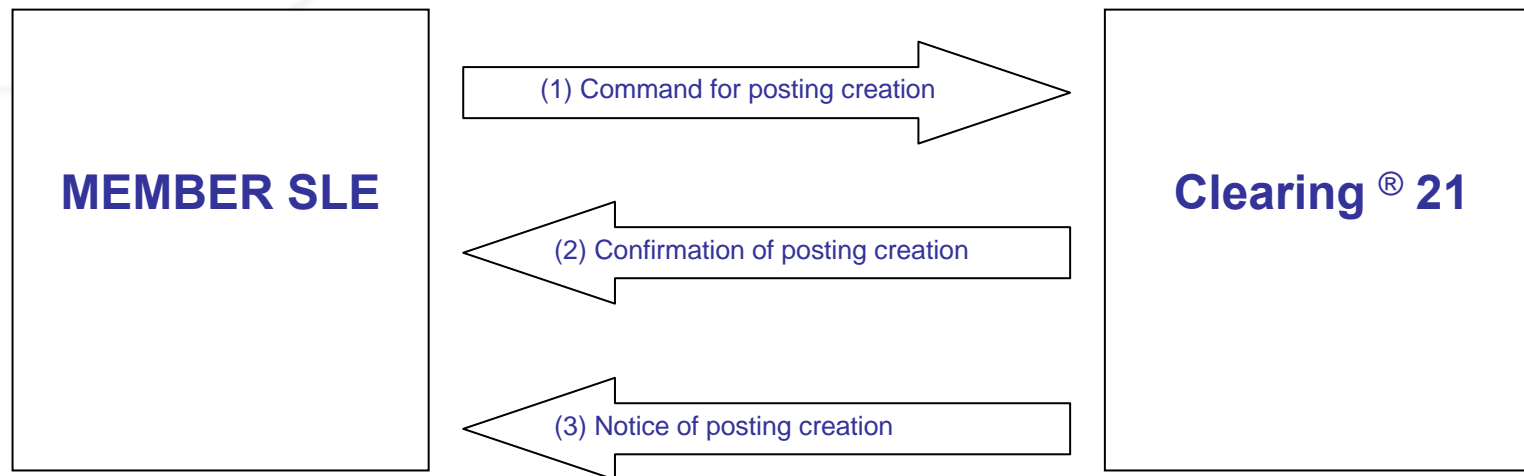 (1) Command for posting creation
MEMBER SLE
Clearing ® 21
(2) Confirmation of posting creation
(3) Notice of posting creation